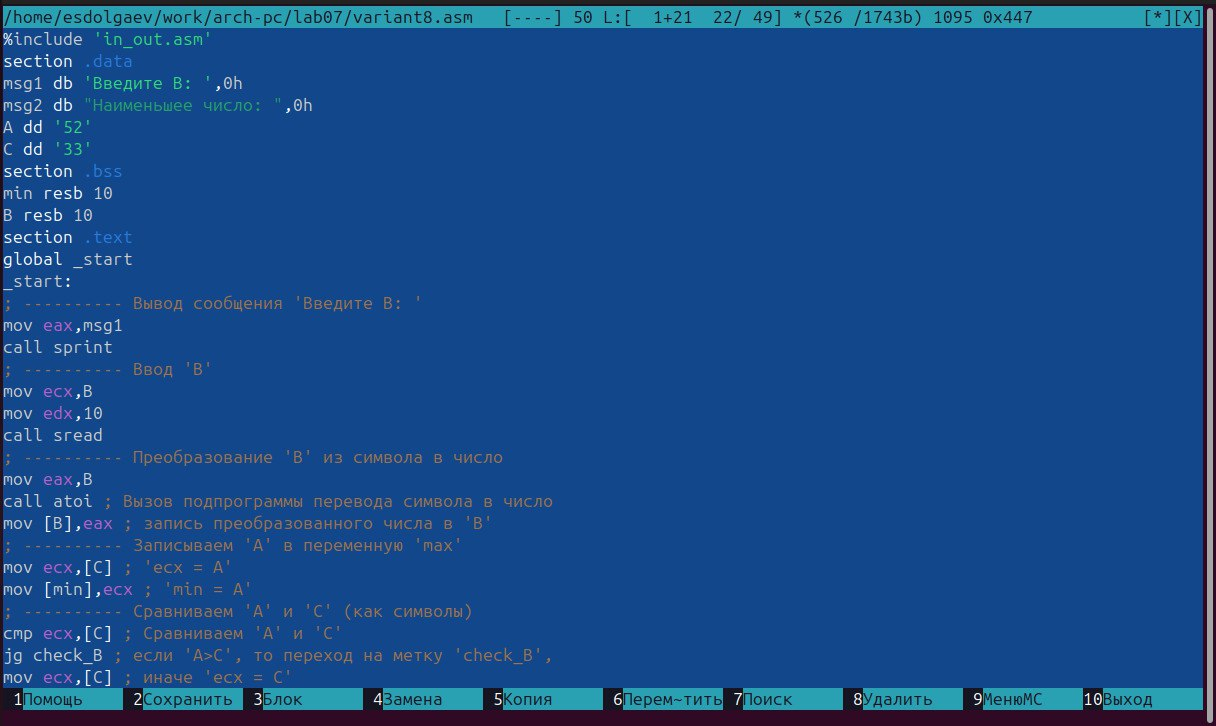 /home/esdolgaev/work/arch-pc/lab07/variant8.asm   [----] 50 L:[  1+21  22/ 49] *(526 /1743b) 1095 0x447   [*][X]
%include 'in_out.asm'
section .data
msg1 db 'Введите B: ',0h
msg2 db "Наименьшее число: ",0h
A dd '52'
C dd '33'
section .bss
min resb 10
B resb 10
section .text
global _start
_start:
; ---------- Вывод сообщения 'Введите B: '
mov eax,msg1
call sprint
; ---------- Ввод 'B'
mov ecx,B
mov edx,10
call sread
; ---------- Преобразование 'B' из символа в число
mov eax,B
call atoi ; Вызов подпрограммы перевода символа в число
mov [B],eax ; запись преобразованного числа в 'B'
; ---------- Записываем 'A' в переменную 'max'
mov ecx,[C] ; 'ecx = A'
mov [min],ecx ; 'min = A'
; ---------- Сравниваем 'A' и 'C' (как символы)
cmp ecx,[C] ; Сравниваем 'A' и 'C'
jg check_B ; если 'A>C', то переход на метку 'check_B',
mov ecx,[C] ; иначе 'ecx = C'
1Помощь 2Сохранить 3Блок 4Замена 5Копия 6Перем~тить 7Поиск 8Удалить 9МенюMC 10Выход